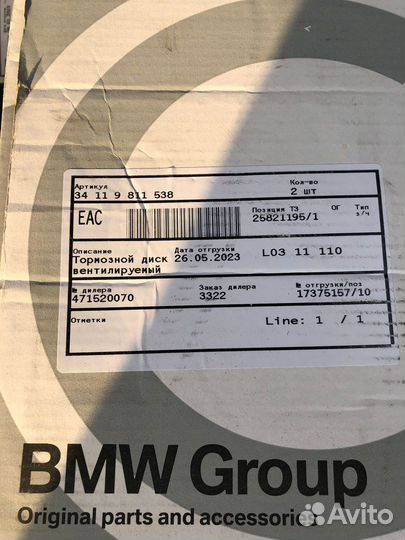 Артикул Кол-во
34 11 9 811 538 2 шт
EAC Позиция ТЗ ОГ Тип
25821195/1 з/ч
Описание Дата отгрузки
Тормозной диск 26.05.2023 L03 11 110
вентилируемый
№ дилера Заказ дилера № отгрузки/поз
471520070 3322 17375157/10
Отметки Line: 1 / 1
BMW Group
Original parts and accessories
Avito